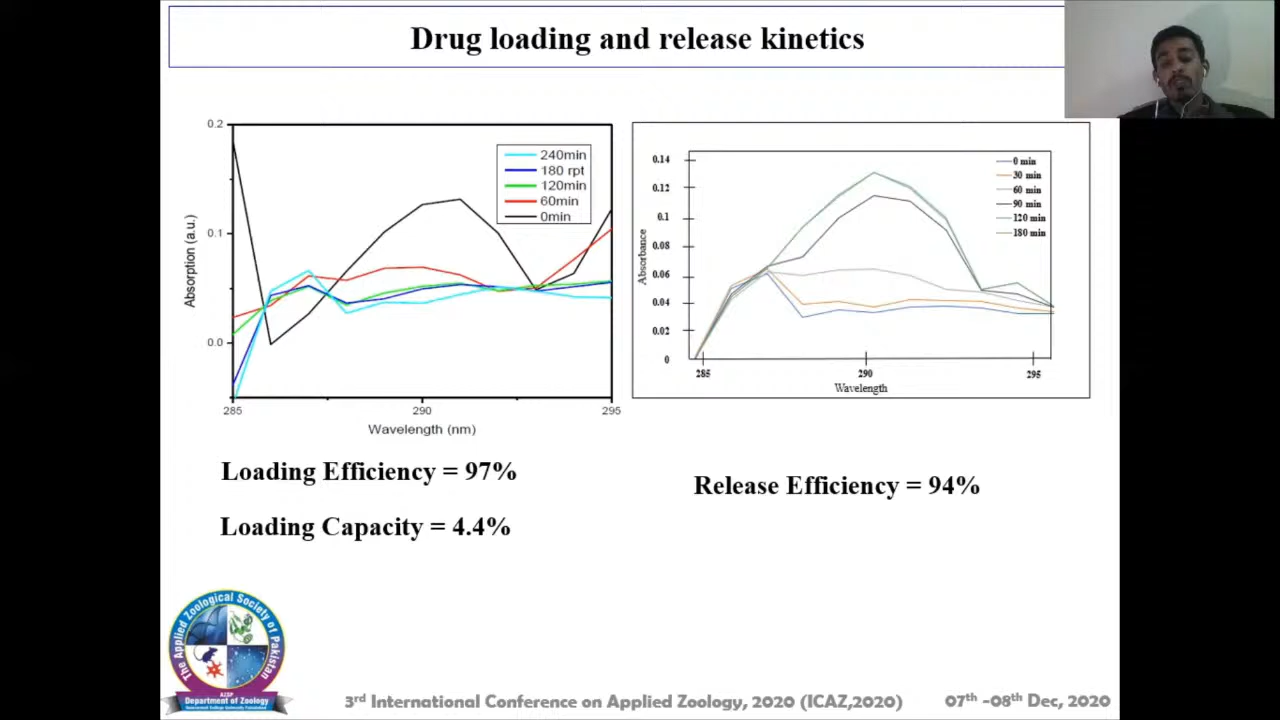 Drug loading and release kinetics
0.2
0.1
0.0
Absorption (a.u.)
240min
180 rpt
120min
60min
0min
285
290
295
Wavelength (nm)
0.14
0.12
0.1
0.08
0.06
0.04
0.02
0
Absorbance
0 min
30 min
60 min
90 min
120 min
180 min
285
290
295
Wavelength
Loading Efficiency = 97%
Release Efficiency = 94%
Loading Capacity = 4.4%
The Applied Zoological Society of Pakistan
AZSP
Department of Zoology
3rd International Conference on Applied Zoology, 2020 (ICAZ,2020)
07th -08th Dec, 2020